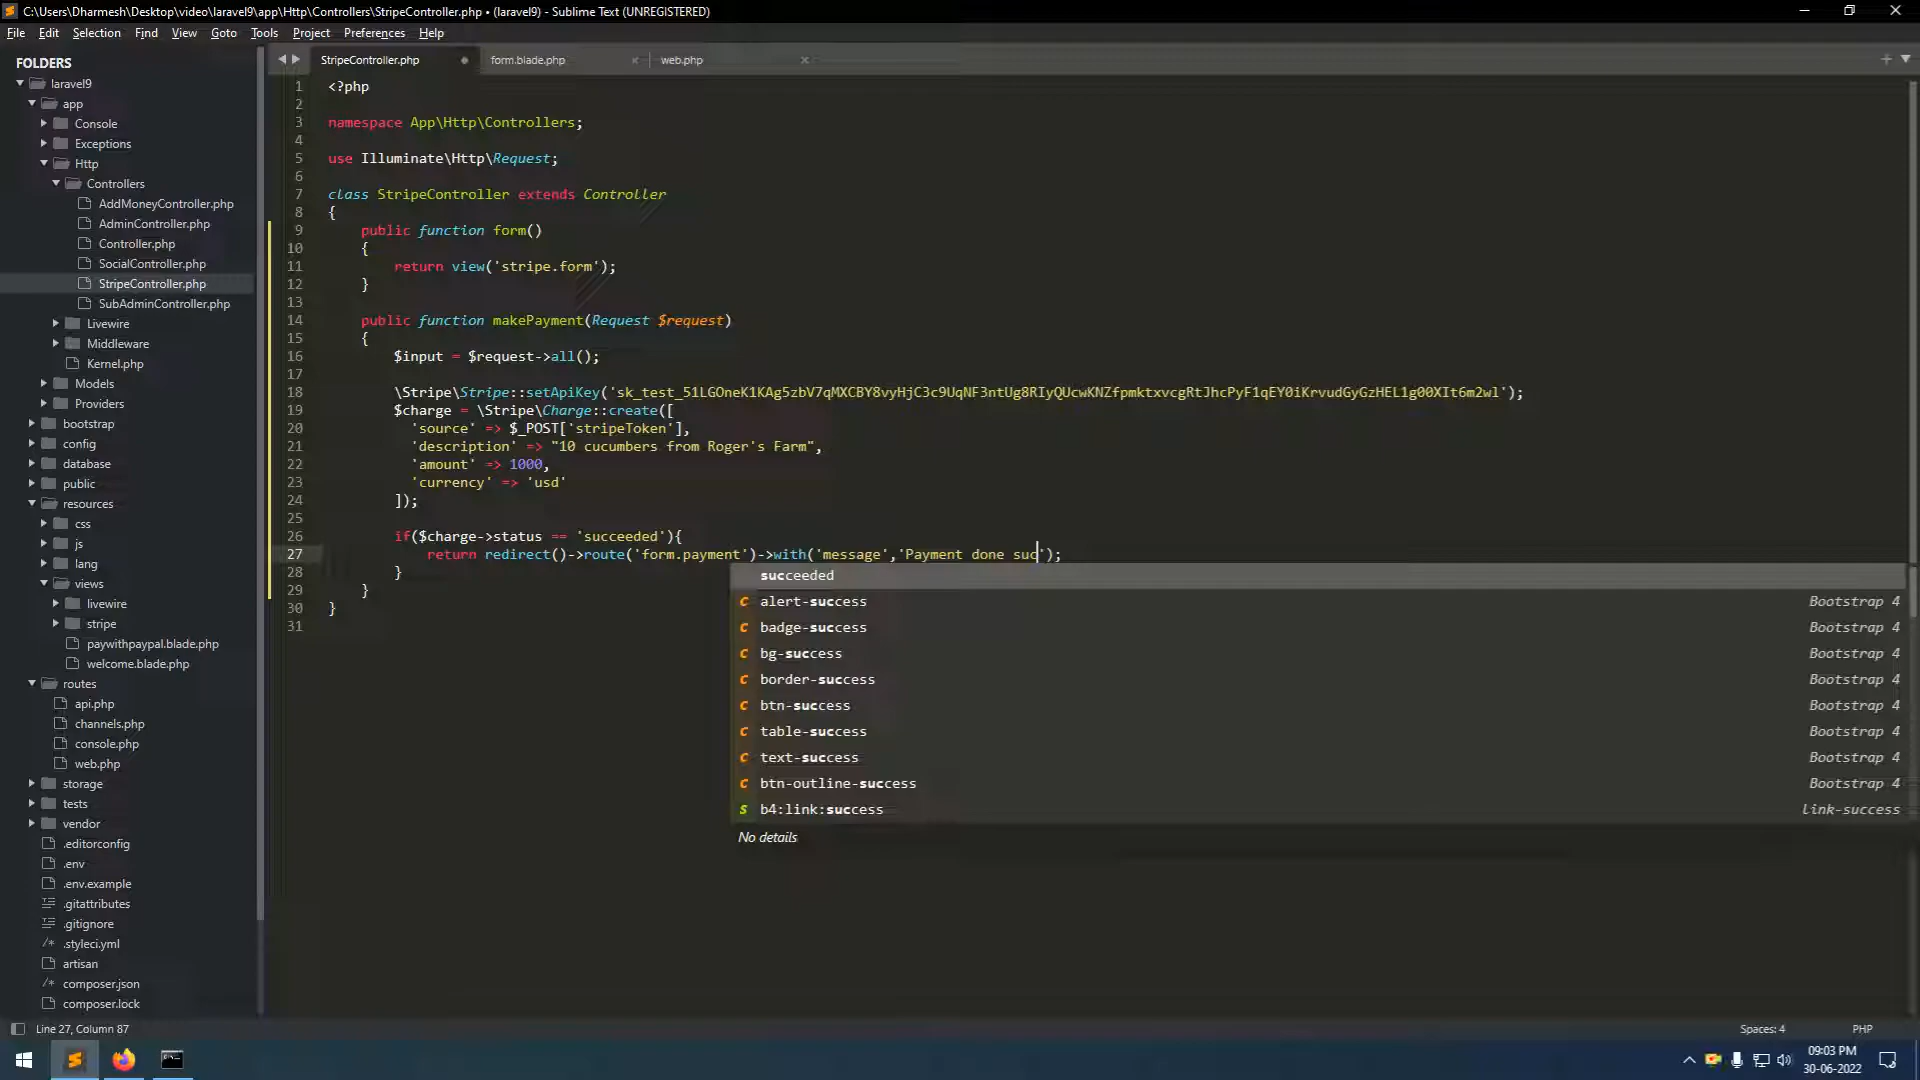 C:\Users\Dharmesh\Desktop\video\laravel9\app\Http\Controllers\StripeController.php • (laravel9) - Sublime Text (UNREGISTERED)
File Edit Selection Find View Goto Tools Project Preferences Help
FOLDERS
laravel9
app
Console
Exceptions
Http
Controllers
AddMoneyController.php
AdminController.php
Controller.php
SocialController.php
StripeController.php
SubAdminController.php
Livewire
Middleware
Kernel.php
Models
Providers
bootstrap
config
database
public
resources
css
js
lang
views
livewire
stripe
paywithpaypal.blade.php
welcome.blade.php
routes
api.php
channels.php
console.php
web.php
storage
tests
vendor
.editorconfig
.env
.env.example
.gitattributes
.gitignore
.styleci.yml
artisan
composer.json
composer.lock
StripeController.php form.blade.php web.php
1 <?php
2
3 namespace App\Http\Controllers;
4
5 use Illuminate\Http\Request;
6
7 class StripeController extends Controller
8 {
9 public function form()
10 {
11 return view('stripe.form');
12 }
13
14 public function makePayment(Request $request)
15 {
16 $input = $request->all();
17
18 \Stripe\Stripe::setApiKey('sk_test_51LGOneK1KAg5zbV7qMXCBY8vyHjC3c9UqNF3ntUg8RIyQUcwKNZfpmktxvcgRtJhcPyF1qEY0iKrvudGyGzHEL1g00XIt6m2wl');
19 $charge = \Stripe\Charge::create([
20 'source' => $_POST['stripeToken'],
21 'description' => "10 cucumbers from Roger's Farm",
22 'amount' => 1000,
23 'currency' => 'usd'
24 ]);
25
26 if($charge->status == 'succeeded'){
27 return redirect()->route('form.payment')->with('message','Payment done suc');
28 }
29 }
30 }
31
succeeded
C alert-success Bootstrap 4
C badge-success Bootstrap 4
C bg-success Bootstrap 4
C border-success Bootstrap 4
C btn-success Bootstrap 4
C table-success Bootstrap 4
C text-success Bootstrap 4
C btn-outline-success Bootstrap 4
S b4:link:success link-success
No details
Line 27, Column 87 Spaces: 4 PHP
09:03 PM
30-06-2022